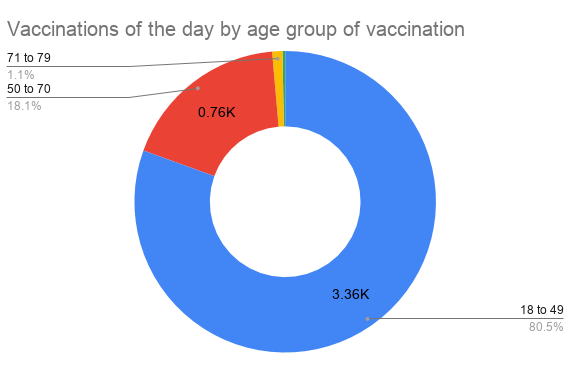 Vaccinations of the day by age group of vaccination
71 to 79
1.1%
50 to 70
18.1%
0.76K
3.36K
18 to 49
80.5%